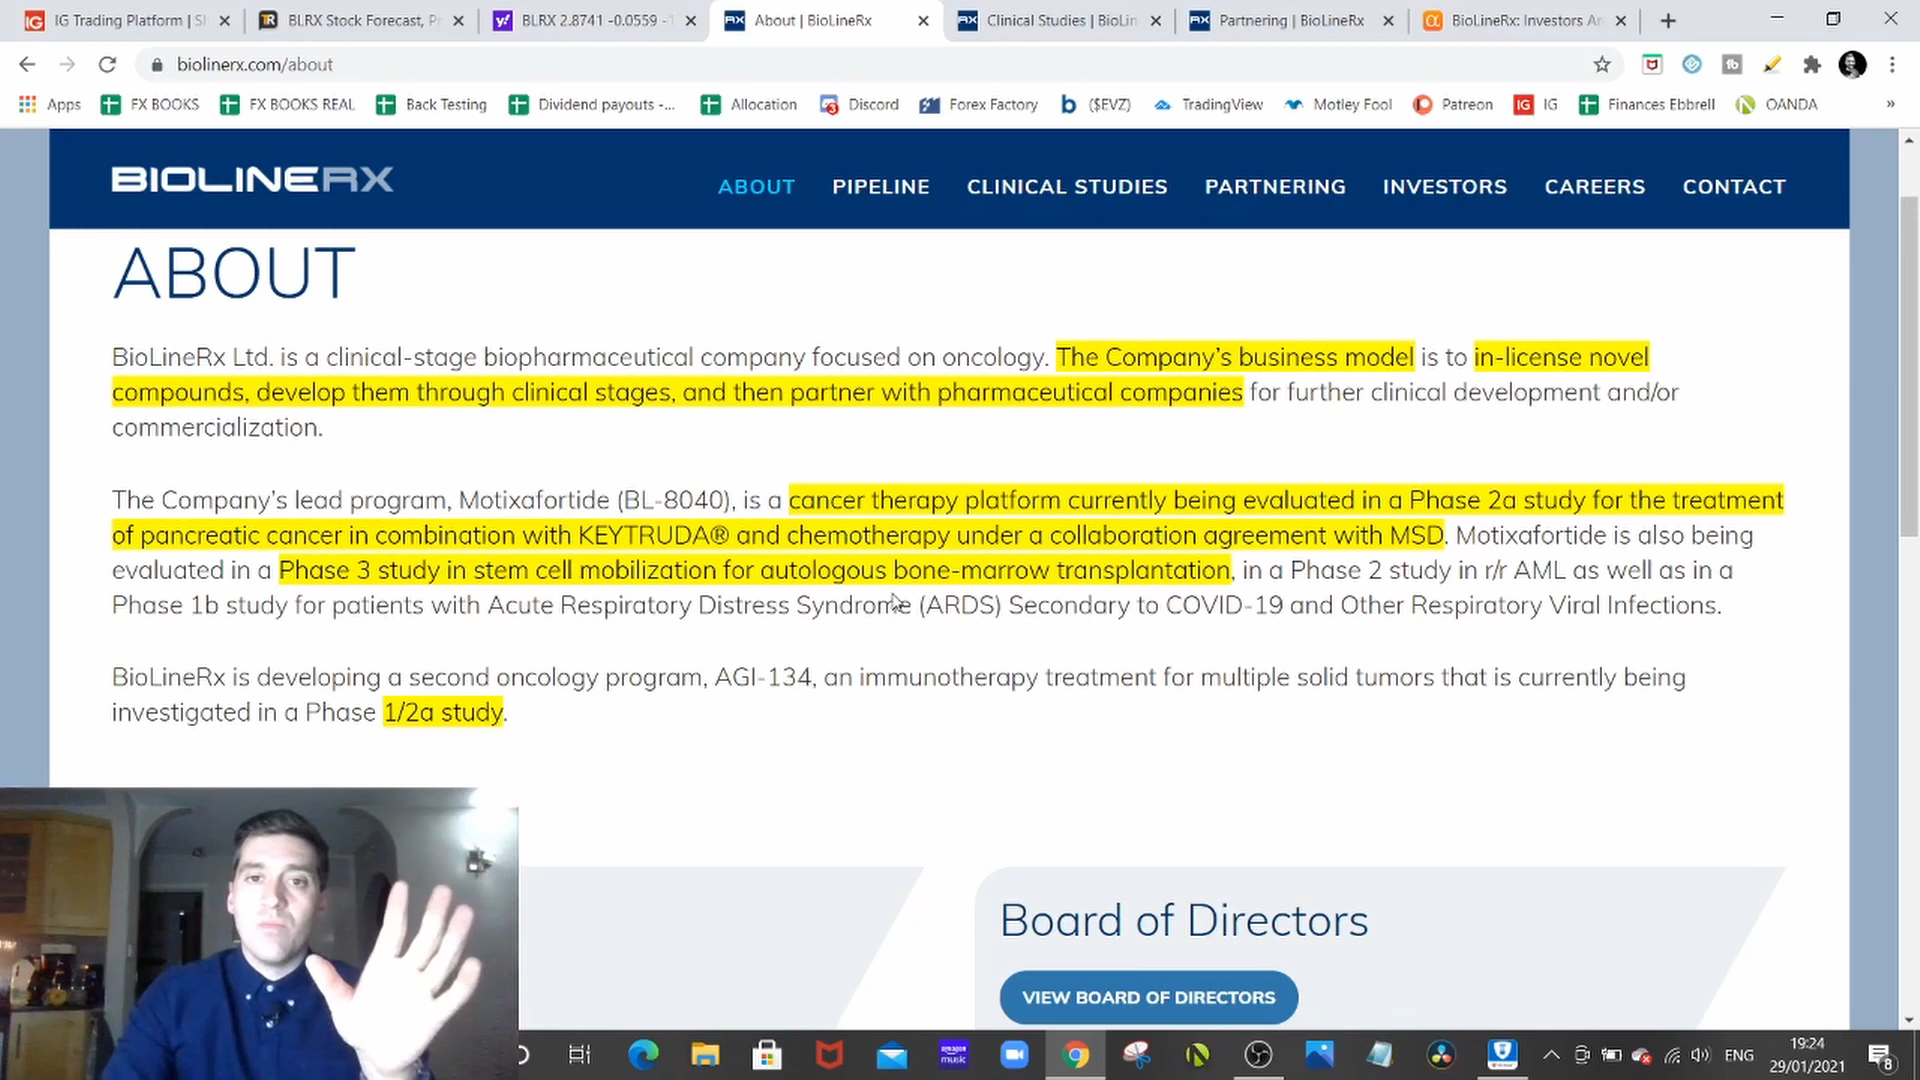 IG Trading Platform | Sh
BLRX Stock Forecast, Pr
BLRX 2.8741 -0.0559 -1
About | BioLineRx
Clinical Studies | BioLin
Partnering | BioLineRx
BioLineRx: Investors Ar
biolinerx.com/about
Apps
FX BOOKS
FX BOOKS REAL
Back Testing
Dividend payouts -...
Allocation
Discord
Forex Factory
($EVZ)
TradingView
Motley Fool
Patreon
IG
Finances Ebbrell
OANDA
BIOLINERX
ABOUT
PIPELINE
CLINICAL STUDIES
PARTNERING
INVESTORS
CAREERS
CONTACT
ABOUT
BioLineRx Ltd. is a clinical-stage biopharmaceutical company focused on oncology. The Company's business model is to in-license novel
compounds, develop them through clinical stages, and then partner with pharmaceutical companies for further clinical development and/or
commercialization.
The Company's lead program, Motixafortide (BL-8040), is a cancer therapy platform currently being evaluated in a Phase 2a study for the treatment
of pancreatic cancer in combination with KEYTRUDA® and chemotherapy under a collaboration agreement with MSD. Motixafortide is also being
evaluated in a Phase 3 study in stem cell mobilization for autologous bone-marrow transplantation, in a Phase 2 study in r/r AML as well as in a
Phase 1b study for patients with Acute Respiratory Distress Syndrome (ARDS) Secondary to COVID-19 and Other Respiratory Viral Infections.
BioLineRx is developing a second oncology program, AGI-134, an immunotherapy treatment for multiple solid tumors that is currently being
investigated in a Phase 1/2a study.
Board of Directors
VIEW BOARD OF DIRECTORS
amazon music
ENG
19:24
29/01/2021
8